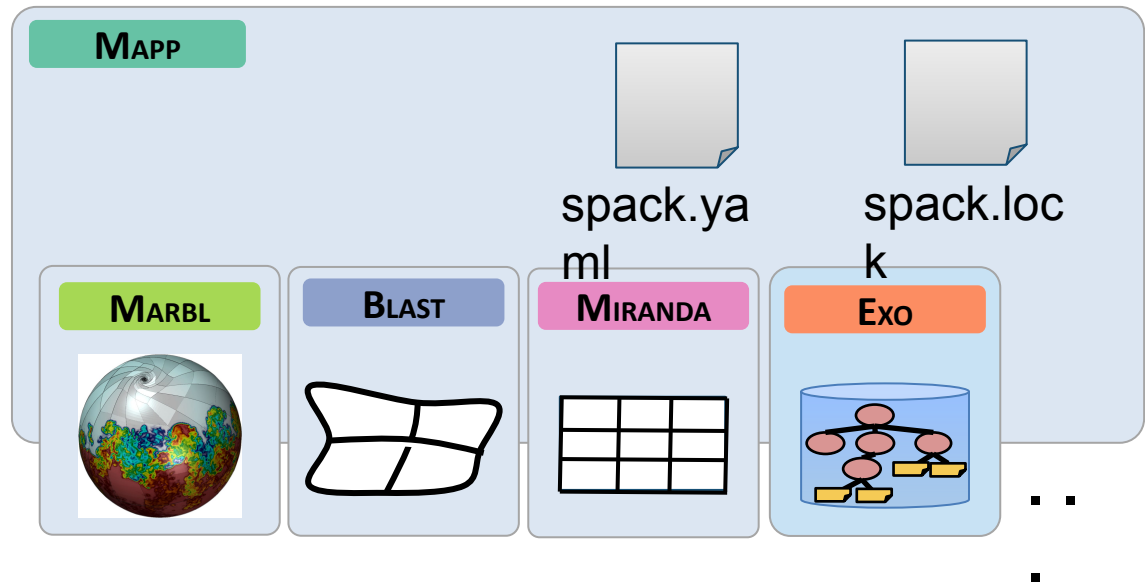 MAPP
spack.ya
ml
spack.loc
k
MARBL
BLAST
MIRANDA
EXO
. .
.